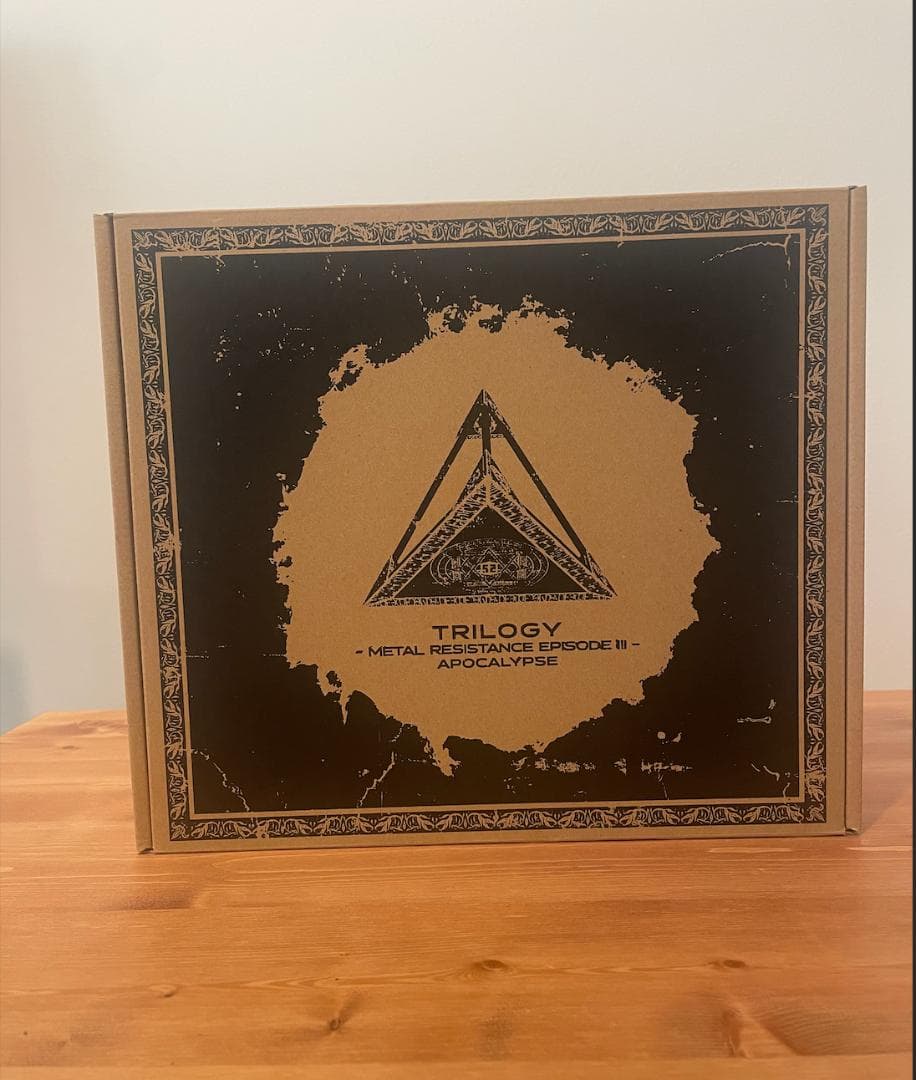 TRILOGY
- METAL RESISTANCE EPISODE III -
APOCALYPSE